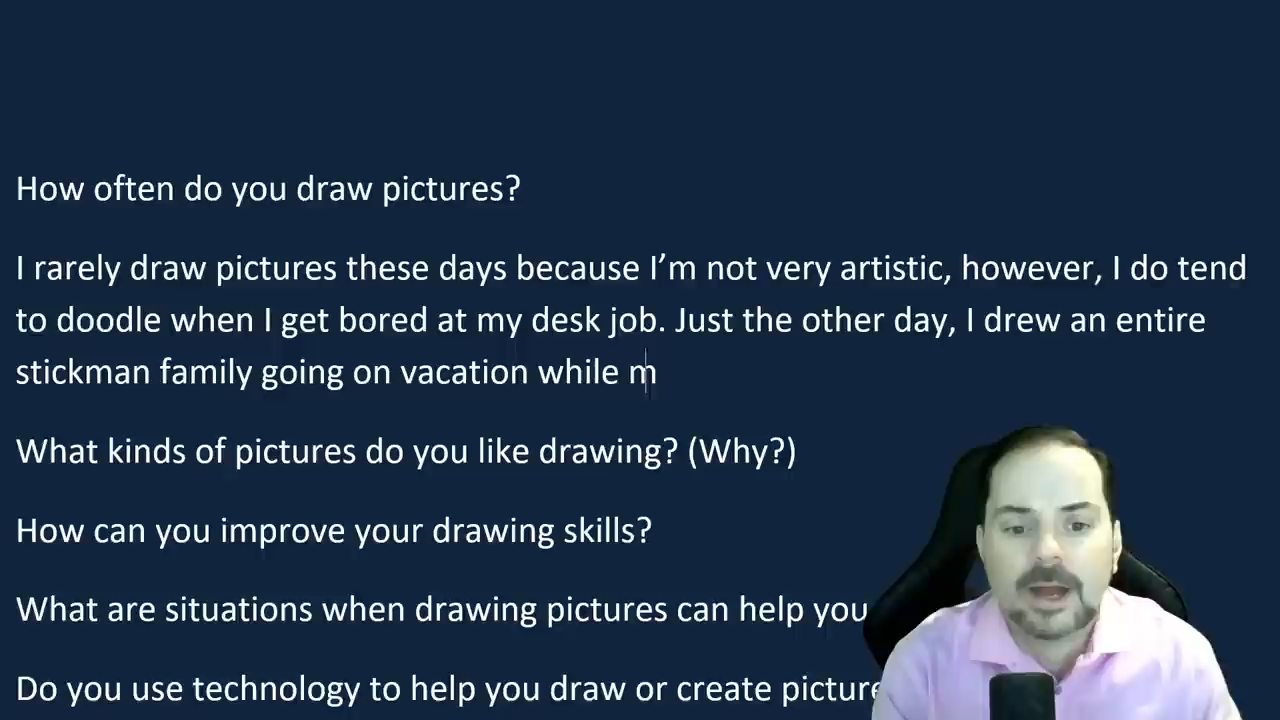 How often do you draw pictures?
I rarely draw pictures these days because I’m not very artistic, however, I do tend
to doodle when I get bored at my desk job. Just the other day, I drew an entire
stickman family going on vacation while m
What kinds of pictures do you like drawing? (Why?)
How can you improve your drawing skills?
What are situations when drawing pictures can help you
Do you use technology to help you draw or create picture